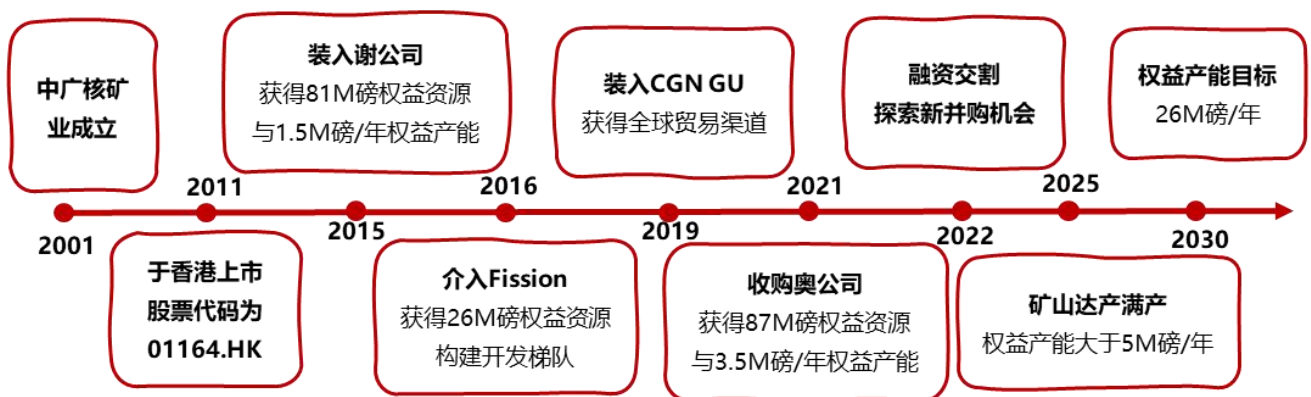 中广核矿
业成立
装入谢公司
获得81M磅权益资源
与1.5M磅/年权益产能
装入CGN GU
获得全球贸易渠道
融资交割
探索新并购机会
权益产能目标
26M磅/年
2001
2011
2015
2016
2019
2021
2022
2025
2030
于香港上市
股票代码为
01164.HK
介入Fission
获得26M磅权益资源
构建开发梯队
收购奥公司
获得87M磅权益资源
与3.5M磅/年权益产能
矿山达产满产
权益产能大于5M磅/年